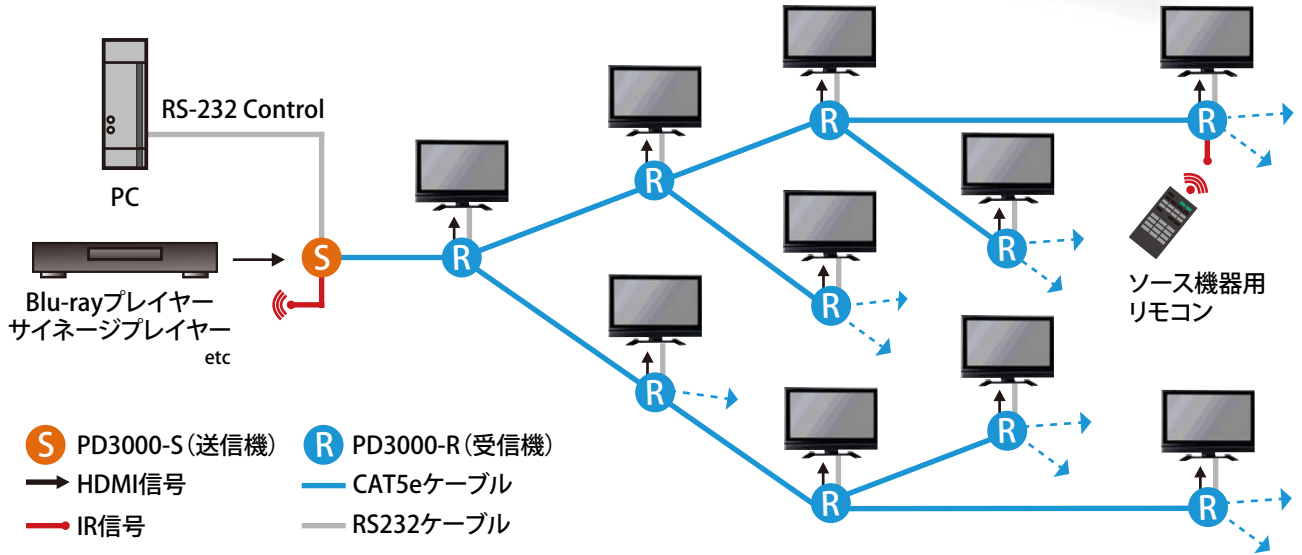 RS-232 Control
PC
Blu-rayプレイヤー
サイネージプレイヤー
etc
S
R
R
R
R
R
R
R
R
R
R
ソース機器用
リモコン
S PD3000-S（送信機）
R PD3000-R（受信機）
HDMI信号
CAT5eケーブル
IR信号
RS232ケーブル